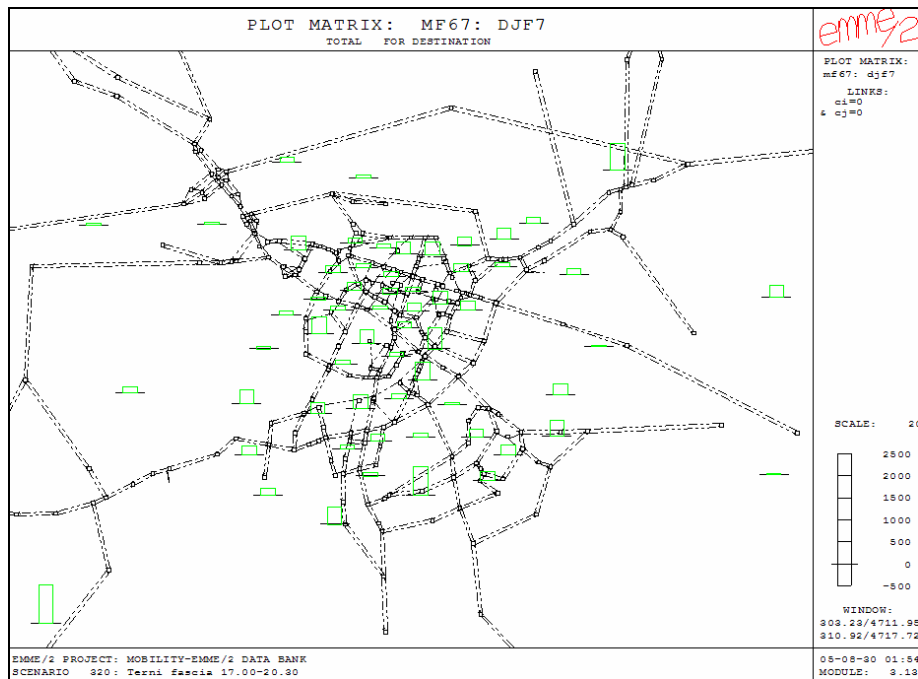 PLOT MATRIX: MF67: DJF7
TOTAL FOR DESTINATION
emme/2
PLOT MATRIX:
mf67: djf7
LINKS:
ci=0
& cj=0
SCALE: 20
2500
2000
1500
1000
500
0
-500
WINDOW:
303.23/4711.95
310.92/4717.72
EMME/2 PROJECT: MOBILITY-EMME/2 DATA BANK
SCENARIO 320: Terni fascia 17.00-20.30
05-08-30 01:54
MODULE: 3.13